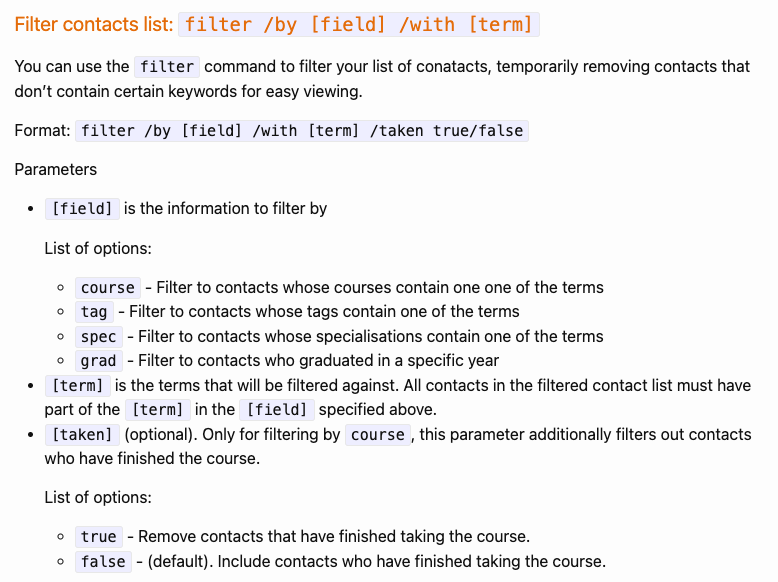 Filter contacts list: filter /by [field] /with [term]
You can use the filter command to filter your list of conatacts, temporarily removing contacts that
don’t contain certain keywords for easy viewing.
Format: filter /by [field] /with [term] /taken true/false
Parameters
• [field] is the information to filter by
List of options:
◦ course - Filter to contacts whose courses contain one one of the terms
◦ tag - Filter to contacts whose tags contain one of the terms
◦ spec - Filter to contacts whose specialisations contain one of the terms
◦ grad - Filter to contacts who graduated in a specific year
• [term] is the terms that will be filtered against. All contacts in the filtered contact list must have
part of the [term] in the [field] specified above.
• [taken] (optional). Only for filtering by course, this parameter additionally filters out contacts
who have finished the course.
List of options:
◦ true - Remove contacts that have finished taking the course.
◦ false - (default). Include contacts who have finished taking the course.